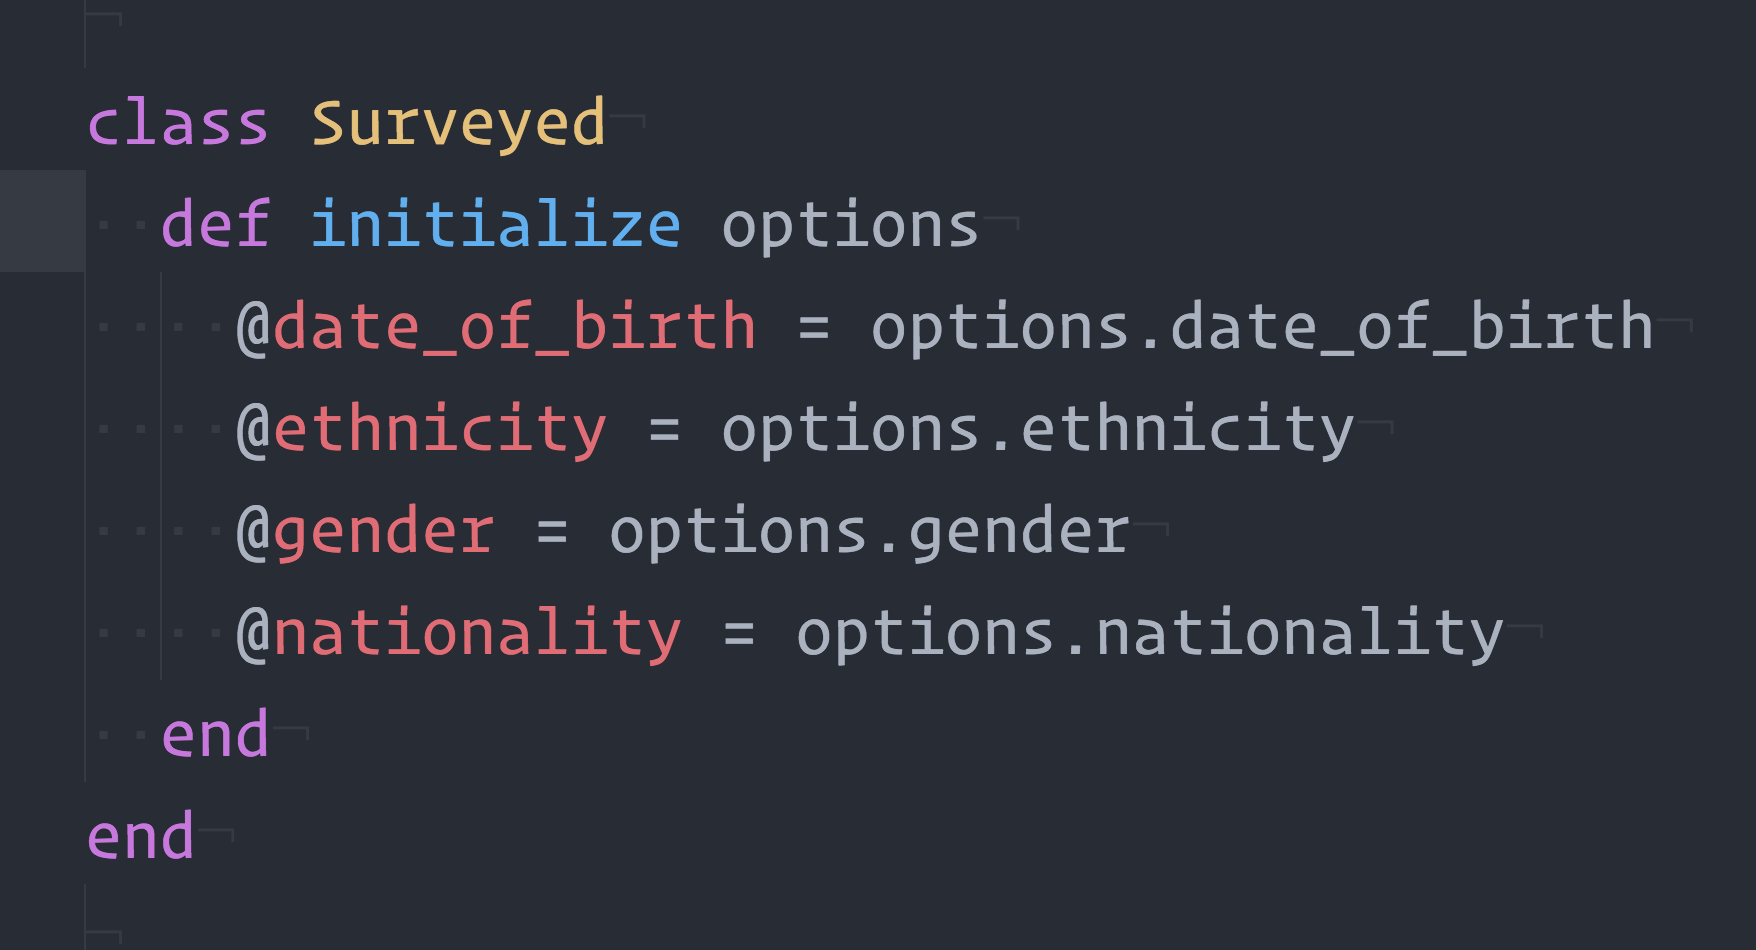 class Surveyed
  def initialize options
    @date_of_birth = options.date_of_birth
    @ethnicity = options.ethnicity
    @gender = options.gender
    @nationality = options.nationality
  end
end